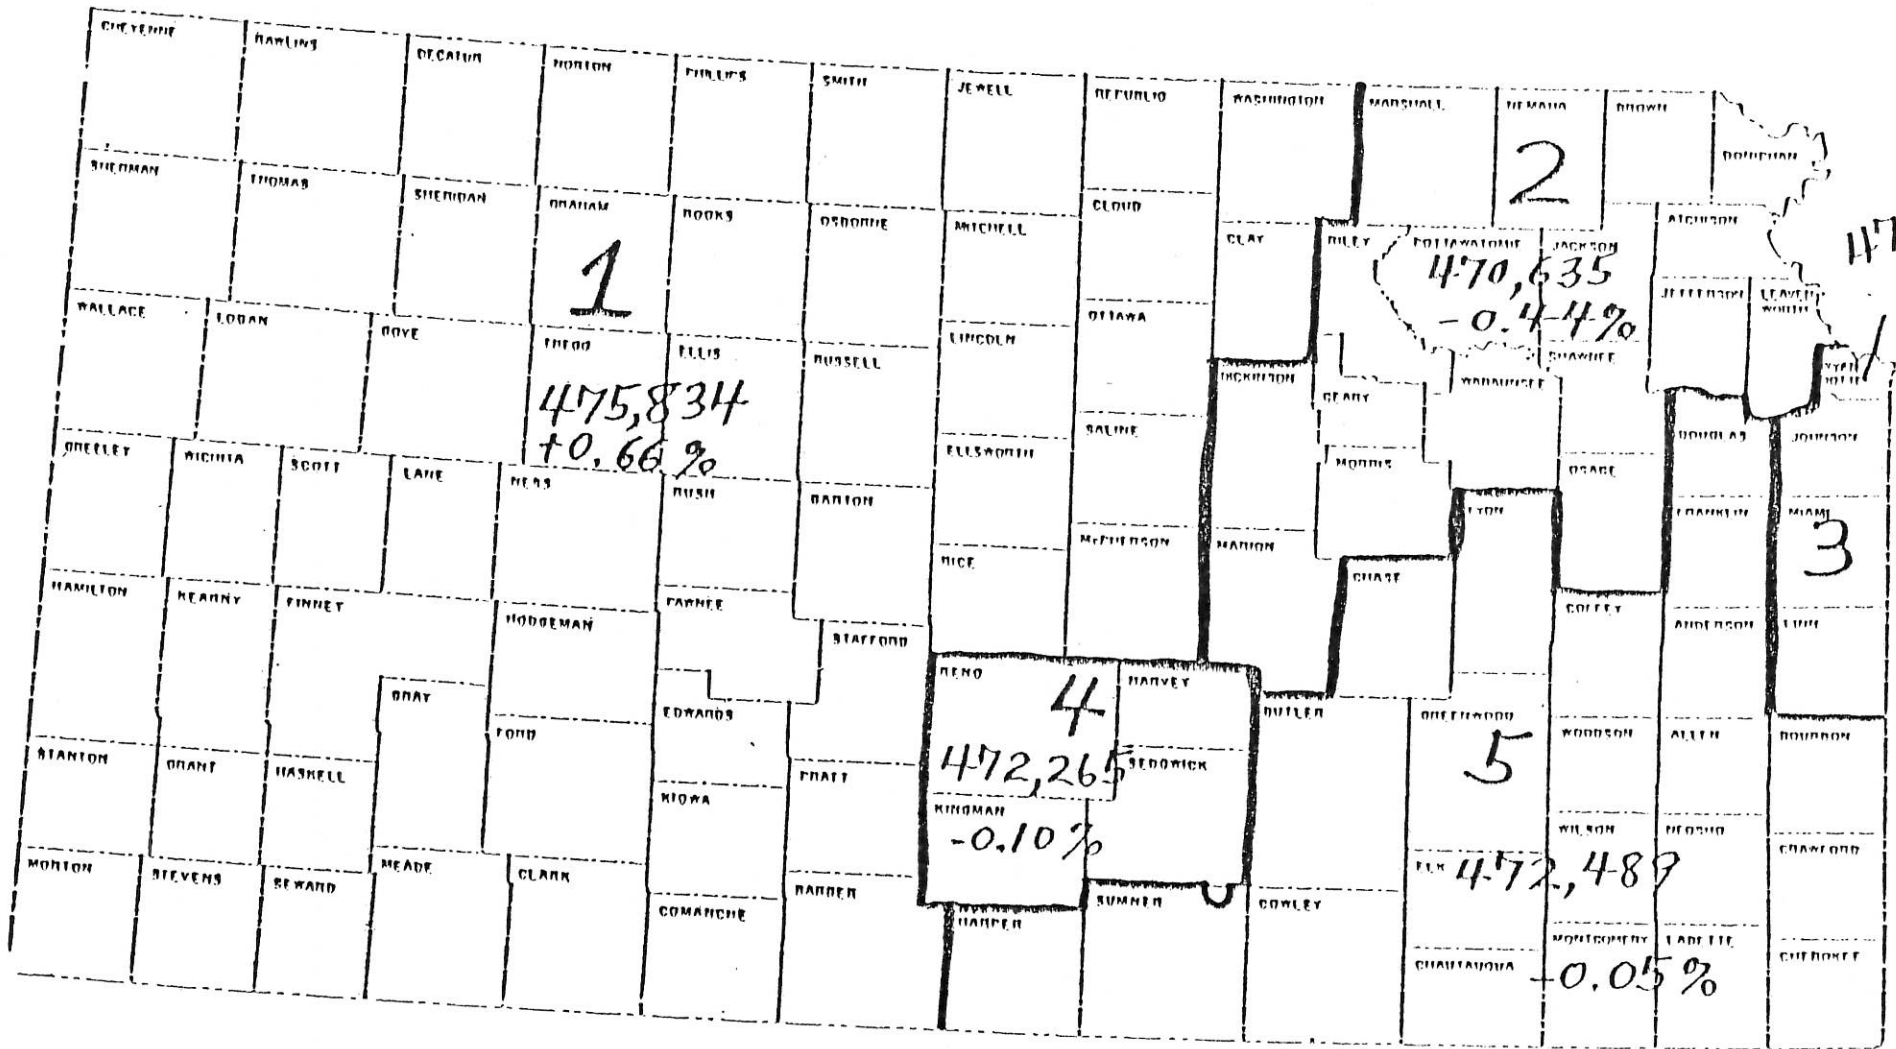 CHEYENNE RAWLINS DECATUR NORTON PHILLIPS SMITH JEWELL REPUBLIC WASHINGTON MARSHALL NEMAHA BROWN
DONIPHAN
2
SHERMAN THOMAS SHERIDAN GRAHAM ROOKS OSBORNE MITCHELL CLOUD CLAY RILEY POTTAWATOMIE JACKSON ATCHISON
1
470,635
-0.44%
47
JEFFERSON LEAVEN
WORTH
WALLACE LOGAN GOVE TREGO ELLIS RUSSELL LINCOLN OTTAWA DICKINSON GEARY WABAUNSEE SHAWNEE WYAN
DOTTE
475,834
+0.66%
GREELEY WICHITA SCOTT LANE NESS RUSH BARTON ELLSWORTH SALINE MORRIS OSAGE DOUGLAS JOHNSON
RICE McPHERSON MARION CHASE LYON FRANKLIN MIAMI
3
HAMILTON KEARNY FINNEY HODGEMAN PAWNEE STAFFORD COFFEY ANDERSON LINN
GRAY EDWARDS RENO HARVEY BUTLER GREENWOOD WOODSON ALLEN BOURBON
4
5
472,265
STANTON GRANT HASKELL FORD KIOWA PRATT KINGMAN SEDGWICK WILSON NEOSHO CRAWFORD
-0.10%
ELK 472,489
MORTON STEVENS SEWARD MEADE CLARK COMANCHE BARBER HARPER SUMNER COWLEY
CHAUTAUQUA MONTGOMERY LABETTE CHEROKEE
-0.05%